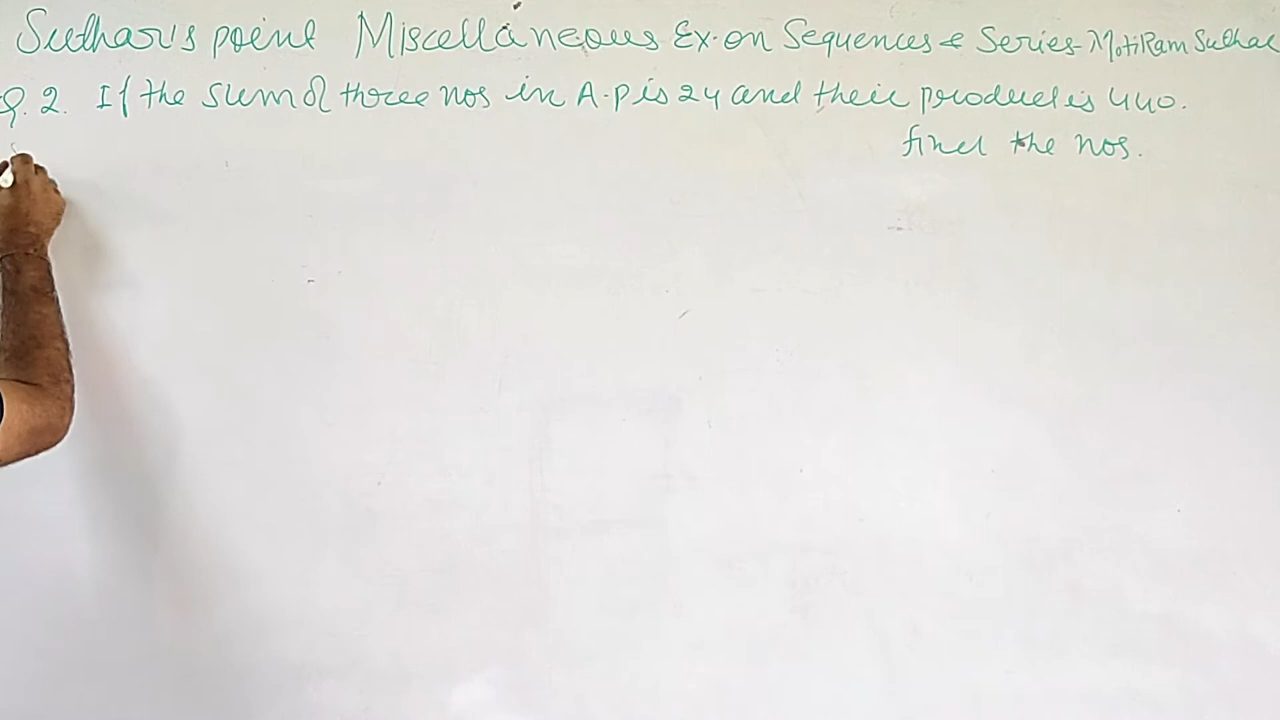 Suthar's point Miscellaneous Ex. on Sequences & Series - MotiRam Suthar
Q. 2. If the sum of three nos in A.P is 24 and their product is 440.
find the nos.